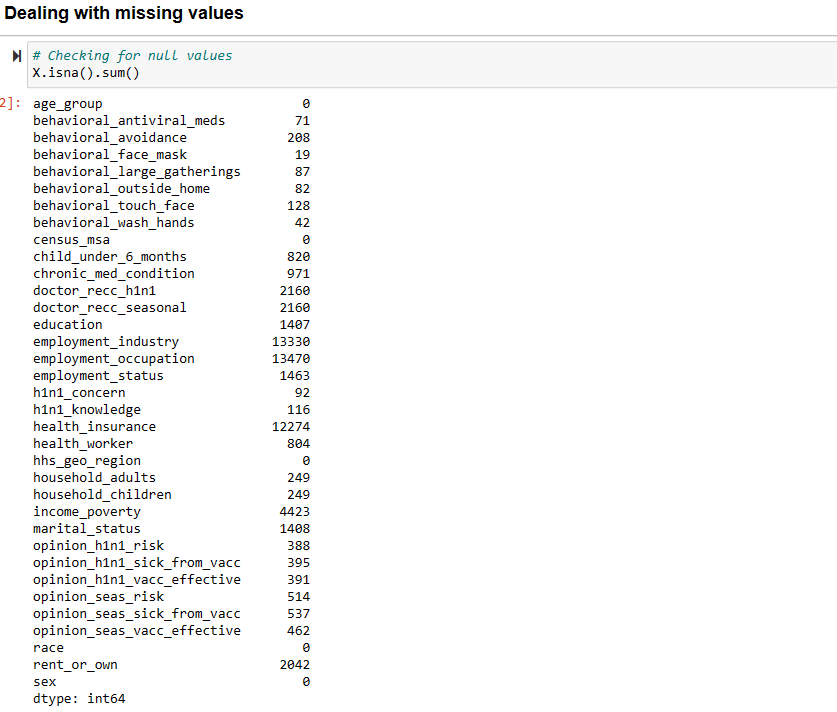 Dealing with missing values
# Checking for null values
X.isna().sum()
2]: age_group 0
behavioral_antiviral_meds 71
behavioral_avoidance 208
behavioral_face_mask 19
behavioral_large_gatherings 87
behavioral_outside_home 82
behavioral_touch_face 128
behavioral_wash_hands 42
census_msa 0
child_under_6_months 820
chronic_med_condition 971
doctor_recc_h1n1 2160
doctor_recc_seasonal 2160
education 1407
employment_industry 13330
employment_occupation 13470
employment_status 1463
h1n1_concern 92
h1n1_knowledge 116
health_insurance 12274
health_worker 804
hhs_geo_region 0
household_adults 249
household_children 249
income_poverty 4423
marital_status 1408
opinion_h1n1_risk 388
opinion_h1n1_sick_from_vacc 395
opinion_h1n1_vacc_effective 391
opinion_seas_risk 514
opinion_seas_sick_from_vacc 537
opinion_seas_vacc_effective 462
race 0
rent_or_own 2042
sex 0
dtype: int64